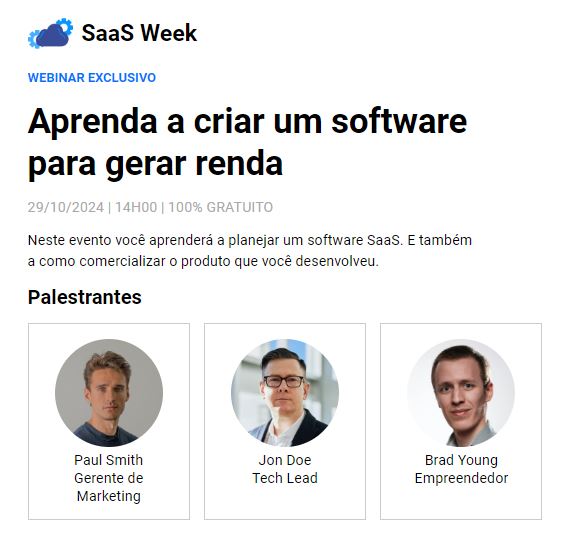 SaaS Week
WEBINAR EXCLUSIVO
Aprenda a criar um software
para gerar renda
29/10/2024 | 14H00 | 100% GRATUITO
Neste evento você aprenderá a planejar um software SaaS. E também
a como comercializar o produto que você desenvolveu.
Palestrantes
Paul Smith
Gerente de
Marketing
Jon Doe
Tech Lead
Brad Young
Empreendedor